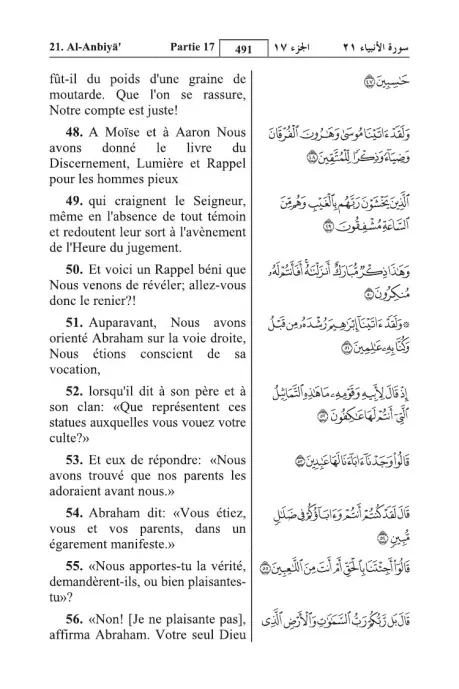 21. Al-Anbiyā' Partie 17 491 الجزء ١٧ سورة الأنبياء ٢١
fût-il du poids d'une graine de
moutarde. Que l'on se rassure,
Notre compte est juste!
48. A Moïse et à Aaron Nous
avons donné le livre du
Discernement, Lumière et Rappel
pour les hommes pieux
49. qui craignent le Seigneur,
même en l'absence de tout témoin
et redoutent leur sort à l'avènement
de l'Heure du jugement.
50. Et voici un Rappel béni que
Nous venons de révéler; allez-vous
donc le renier?!
51. Auparavant, Nous avons
orienté Abraham sur la voie droite,
Nous étions conscient de sa
vocation,
52. lorsqu'il dit à son père et à
son clan: «Que représentent ces
statues auxquelles vous vouez votre
culte?»
53. Et eux de répondre: «Nous
avons trouvé que nos parents les
adoraient avant nous.»
54. Abraham dit: «Vous étiez,
vous et vos parents, dans un
égarement manifeste.»
55. «Nous apportes-tu la vérité,
demandèrent-ils, ou bien plaisantes-
tu»?
56. «Non! [Je ne plaisante pas],
affirma Abraham. Votre seul Dieu
حَٰسِبِينَ ٤٧
وَلَقَدۡ ءَاتَيۡنَا مُوسَىٰ وَهَٰرُونَ ٱلۡفُرۡقَانَ
وَضِيَآءٗ وَذِكۡرٗا لِّلۡمُتَّقِينَ ٤٨
ٱلَّذِينَ يَخۡشَوۡنَ رَبَّهُم بِٱلۡغَيۡبِ وَهُم مِّنَ
ٱلسَّاعَةِ مُشۡفِقُونَ ٤٩
وَهَٰذَا ذِكۡرٞ مُّبَارَكٌ أَنزَلۡنَٰهُۚ أَفَأَنتُمۡ لَهُۥ
مُنكِرُونَ ٥٠
۞ وَلَقَدۡ ءَاتَيۡنَآ إِبۡرَٰهِيمَ رُشۡدَهُۥ مِن قَبۡلُ
وَكُنَّا بِهِۦ عَٰلِمِينَ ٥١
إِذۡ قَالَ لِأَبِيهِ وَقَوۡمِهِۦ مَا هَٰذِهِ ٱلتَّمَاثِيلُ
ٱلَّتِيٓ أَنتُمۡ لَهَا عَٰكِفُونَ ٥٢
قَالُواْ وَجَدۡنَآ ءَابَآءَنَا لَهَا عَٰبِدِينَ ٥٣
قَالَ لَقَدۡ كُنتُمۡ أَنتُمۡ وَءَابَآؤُكُمۡ فِي ضَلَٰلٖ
مُّبِينٖ ٥٤
قَالُوٓاْ أَجِئۡتَنَا بِٱلۡحَقِّ أَمۡ أَنتَ مِنَ ٱللَّٰعِبِينَ ٥٥
قَالَ بَل رَّبُّكُمۡ رَبُّ ٱلسَّمَٰوَٰتِ وَٱلۡأَرۡضِ ٱلَّذِي